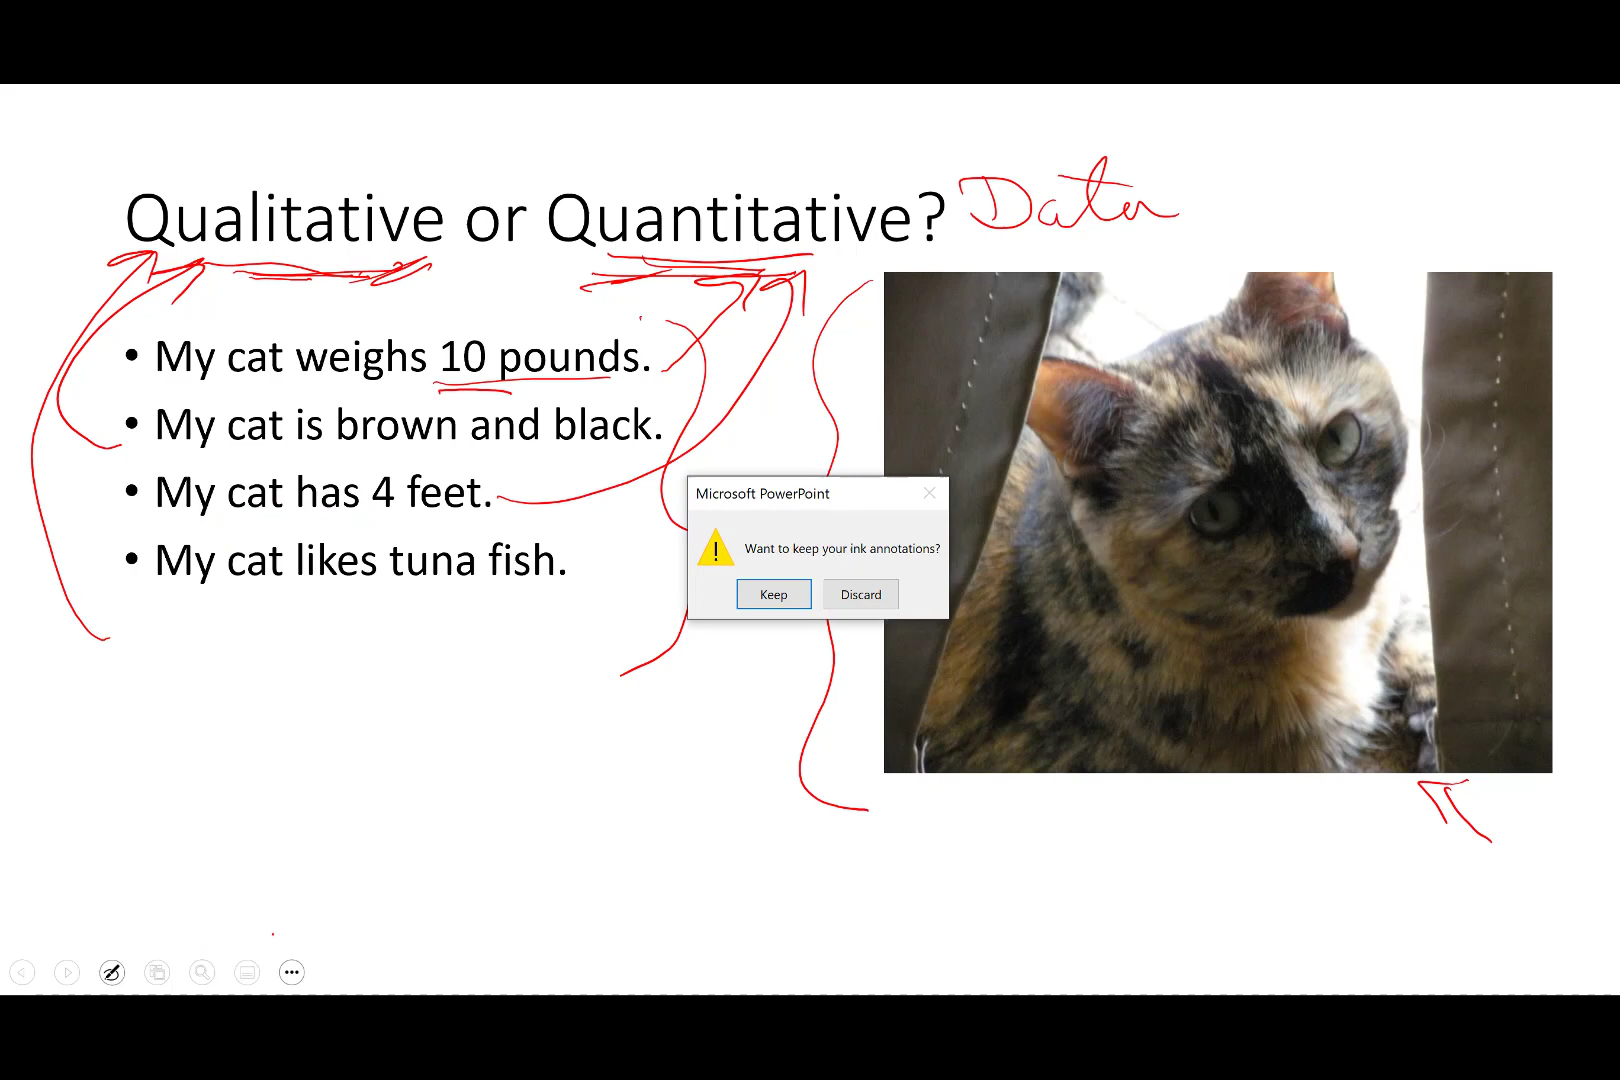 Qualitative or Quantitative? Data
• My cat weighs 10 pounds.
• My cat is brown and black.
• My cat has 4 feet.
• My cat likes tuna fish.
Microsoft PowerPoint
Want to keep your ink annotations?
Keep Discard